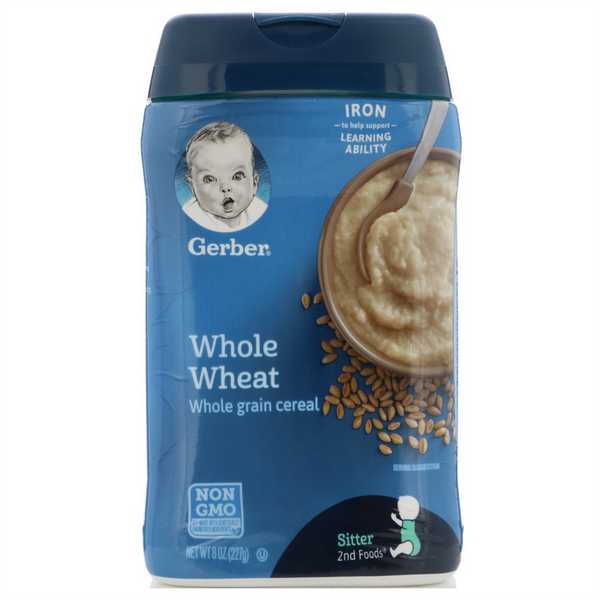 IRON
to help support
LEARNING
ABILITY
Gerber®
Whole
Wheat
Whole grain cereal
NON
GMO
Sitter
2nd Foods®
NET WT 8 OZ (227g)
U